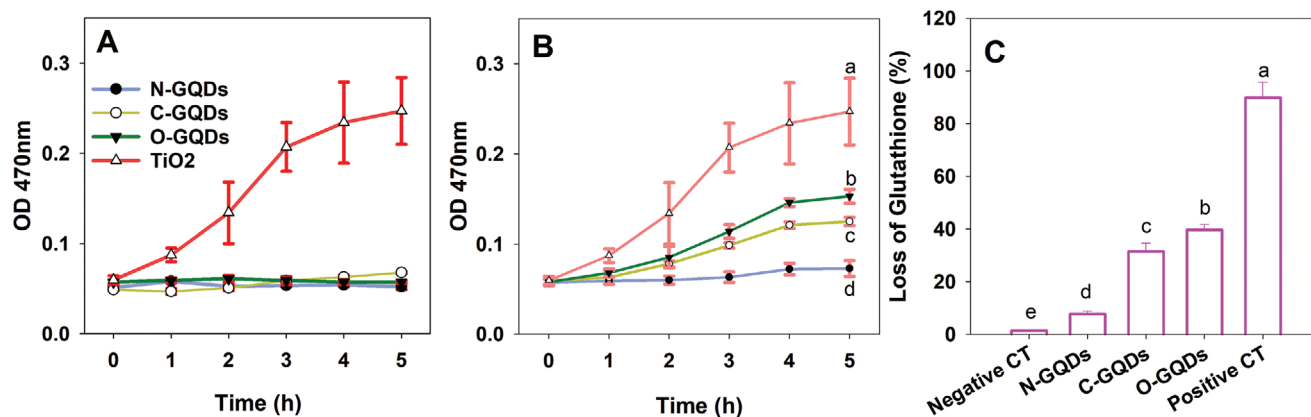 A
OD 470nm
0.3
0.2
0.1
0.0
N-GQDs
C-GQDs
O-GQDs
TiO2
0 1 2 3 4 5
Time (h)
B
OD 470nm
0.3
0.2
0.1
0.0
a
b
c
d
0 1 2 3 4 5
Time (h)
C
Loss of Glutathione (%)
120
100
80
60
40
20
0
e
d
c
b
a
Negative CT
N-GQDs
C-GQDs
O-GQDs
Positive CT